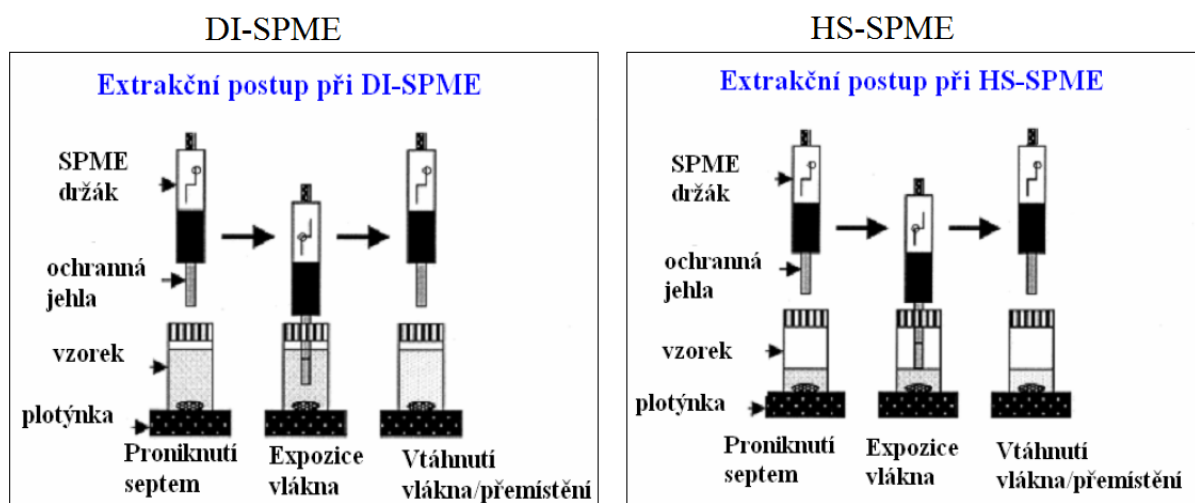 DI-SPME
Extrakční postup při DI-SPME
SPME
držák
ochranná
jehla
vzorek
plotýnka
Proniknutí
septem
Expozice
vlákna
Vtáhnutí
vlákna/přemístění
HS-SPME
Extrakční postup při HS-SPME
SPME
držák
ochranná
jehla
vzorek
plotýnka
Proniknutí
septem
Expozice
vlákna
Vtáhnutí
vlákna/přemístění